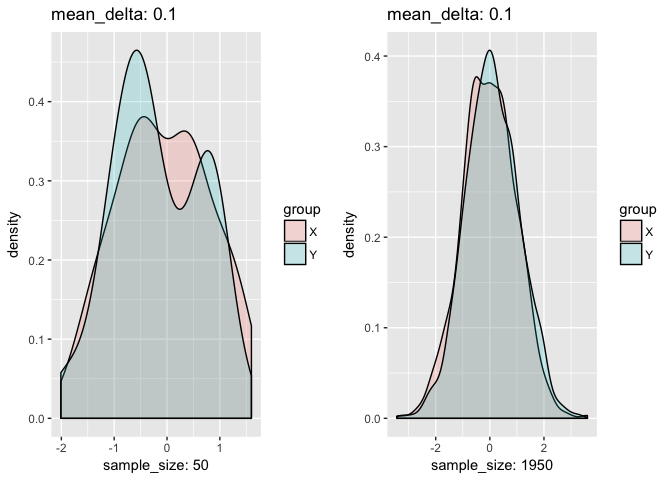 mean_delta: 0.1
density
0.4
0.3
0.2
0.1
0.0
-2
-1
0
1
sample_size: 50
group
X
Y
mean_delta: 0.1
density
0.4
0.3
0.2
0.1
0.0
-2
0
2
sample_size: 1950
group
X
Y